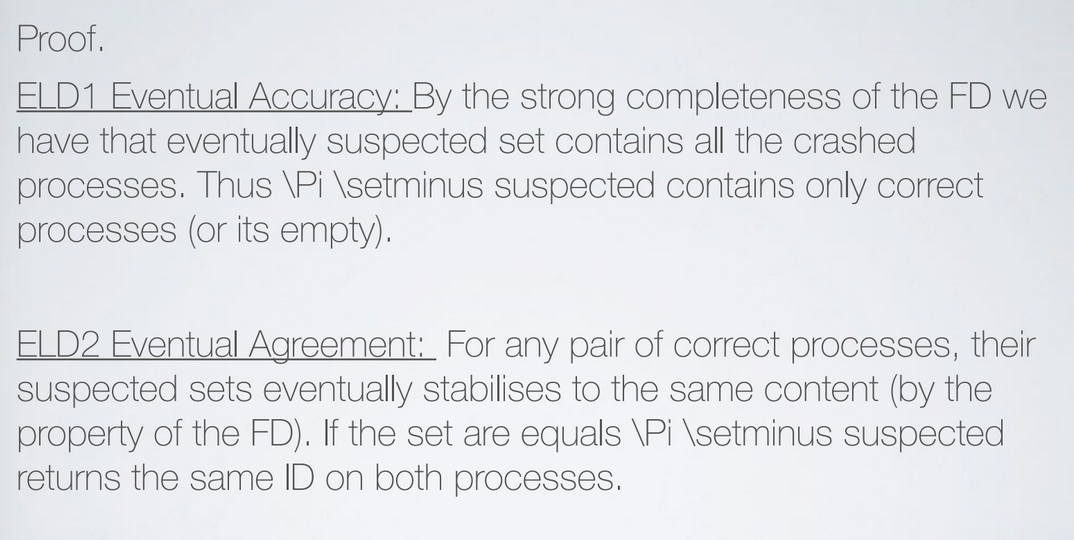 Proof.
ELD1 Eventual Accuracy: By the strong completeness of the FD we
have that eventually suspected set contains all the crashed
processes. Thus \Pi \setminus suspected contains only correct
processes (or its empty).
ELD2 Eventual Agreement: For any pair of correct processes, their
suspected sets eventually stabilises to the same content (by the
property of the FD). If the set are equals \Pi \setminus suspected
returns the same ID on both processes.